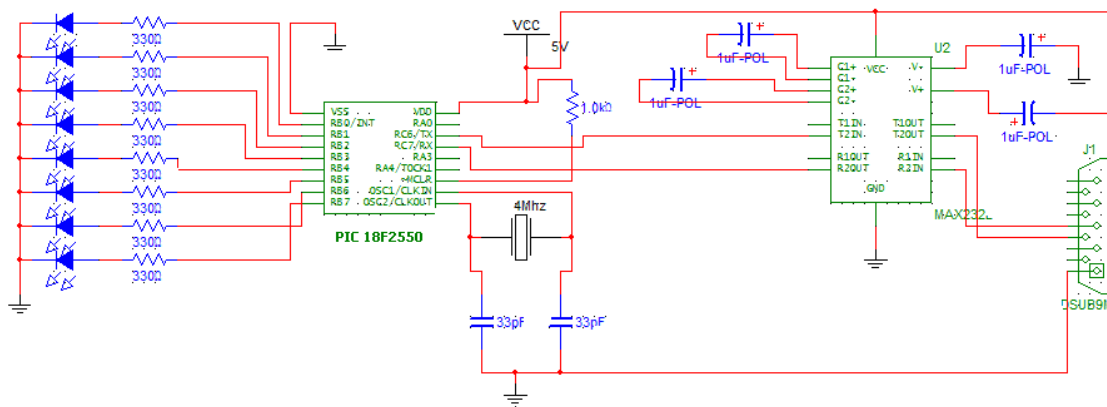 330Ω
330Ω
330Ω
330Ω
330Ω
330Ω
330Ω
330Ω
VCC
5V
VSS
RB0/INT
RB1
RB2
RB3
RB4
RB5
RB6
RB7
VDD
RA0
RC6/TX
RC7/RX
RA3
RA4/TOCK1
~MCLR
OSC1/CLKIN
OSC2/CLKOUT
PIC 18F2550
1.0kΩ
4Mhz
33pF
33pF
1uF-POL
1uF-POL
U2
C1+
C1+
C2+
C2+
VCC
V+
V+
T1IN
T2IN
T1OUT
T2OUT
R1OUT
R2OUT
R1IN
R2IN
GND
MAX232
1uF-POL
1uF-POL
J1
DSUB9